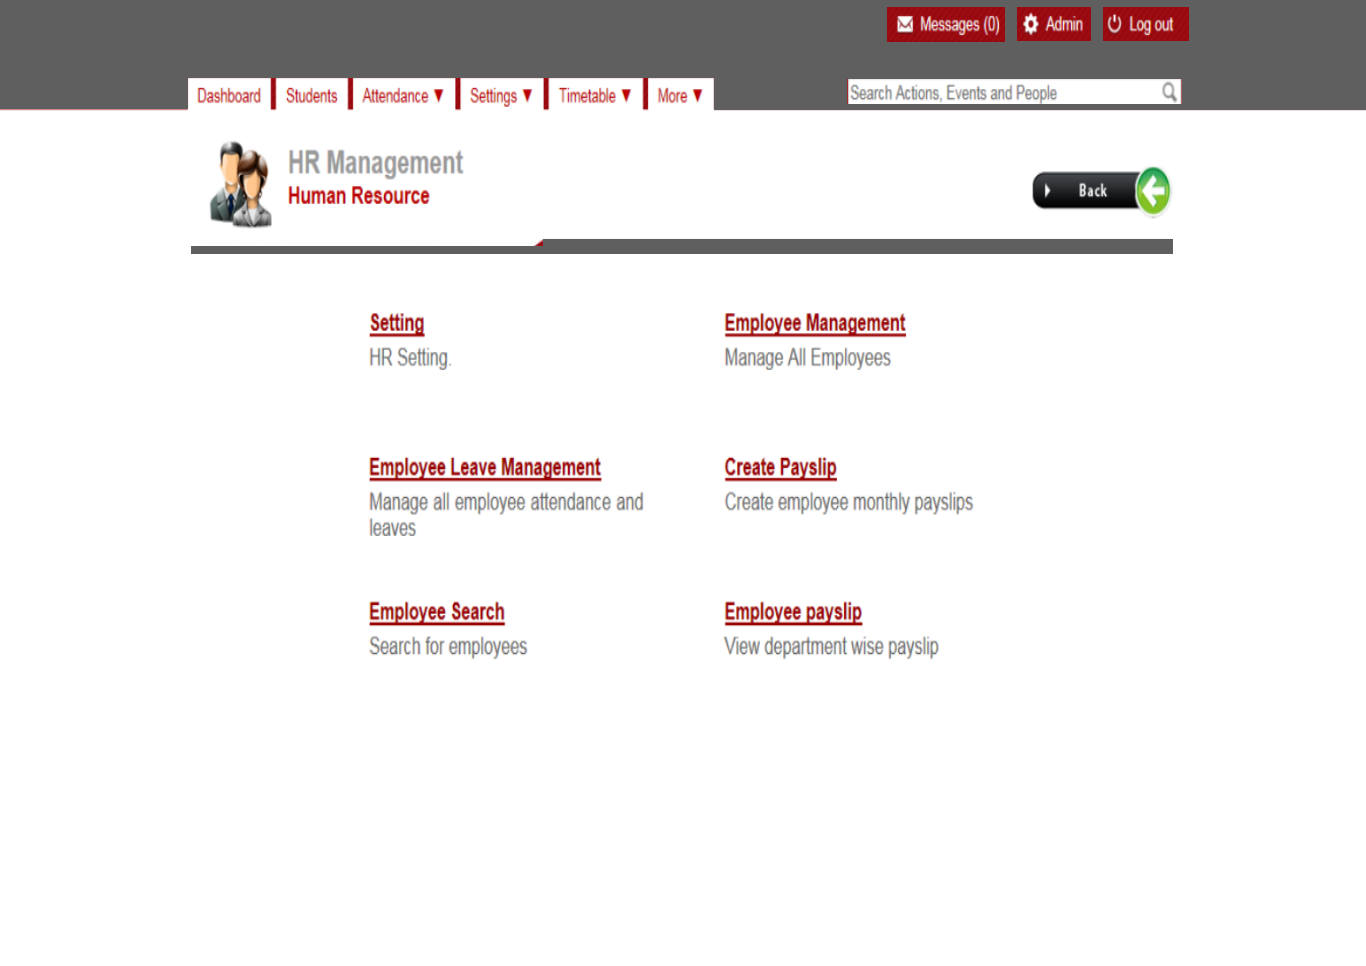 Messages (0) Admin Log out
Dashboard Students Attendance ▼ Settings ▼ Timetable ▼ More ▼ Search Actions, Events and People
HR Management
Human Resource
Back
Setting
HR Setting.
Employee Management
Manage All Employees
Employee Leave Management
Manage all employee attendance and
leaves
Create Payslip
Create employee monthly payslips
Employee Search
Search for employees
Employee payslip
View department wise payslip